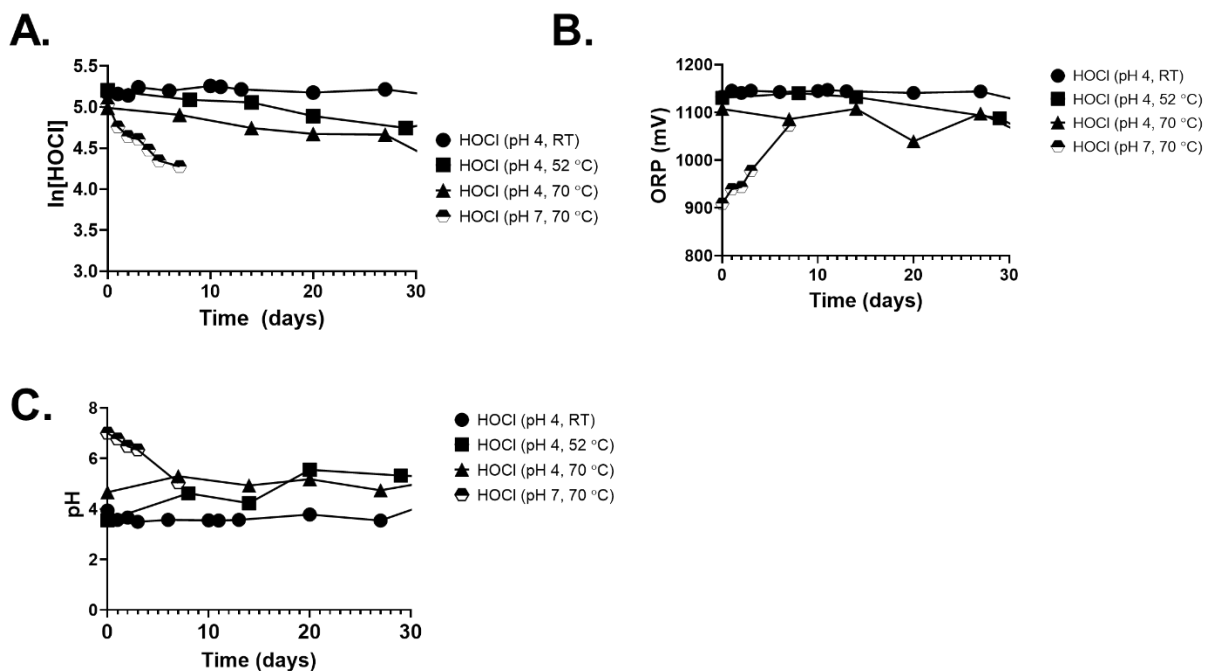 A.
5.5
5.0
4.5
4.0
3.5
3.0
ln[HOCl]
0
10
20
30
Time (days)
HOCl (pH 4, RT)
HOCl (pH 4, 52 °C)
HOCl (pH 4, 70 °C)
HOCl (pH 7, 70 °C)
B.
1200
1100
1000
900
800
ORP (mV)
0
10
20
30
Time (days)
HOCl (pH 4, RT)
HOCl (pH 4, 52 °C)
HOCl (pH 4, 70 °C)
HOCl (pH 7, 70 °C)
C.
8
6
4
2
0
pH
0
10
20
30
Time (days)
HOCl (pH 4, RT)
HOCl (pH 4, 52 °C)
HOCl (pH 4, 70 °C)
HOCl (pH 7, 70 °C)